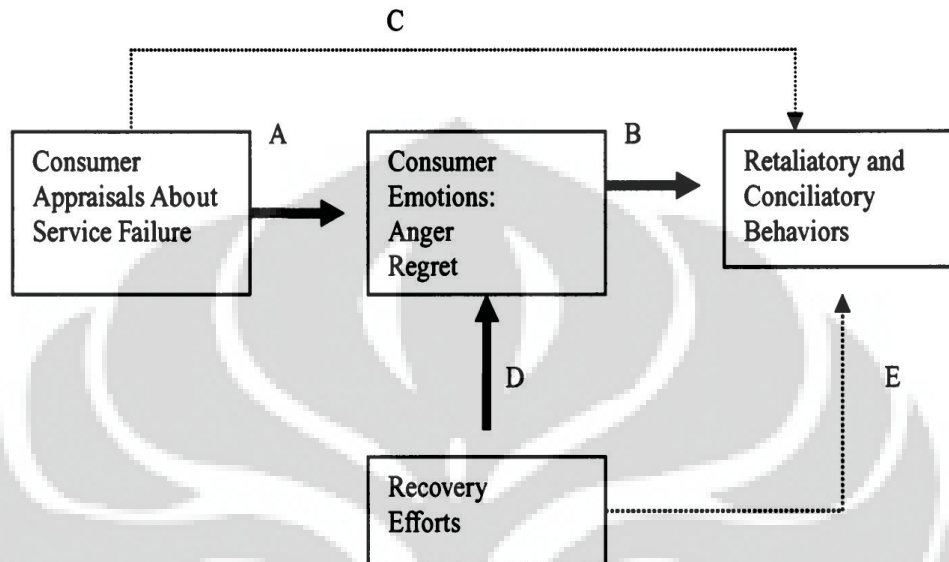 C
A
B
Consumer
Appraisals About
Service Failure
Consumer
Emotions:
Anger
Regret
Retaliatory and
Conciliatory
Behaviors
D
E
Recovery
Efforts